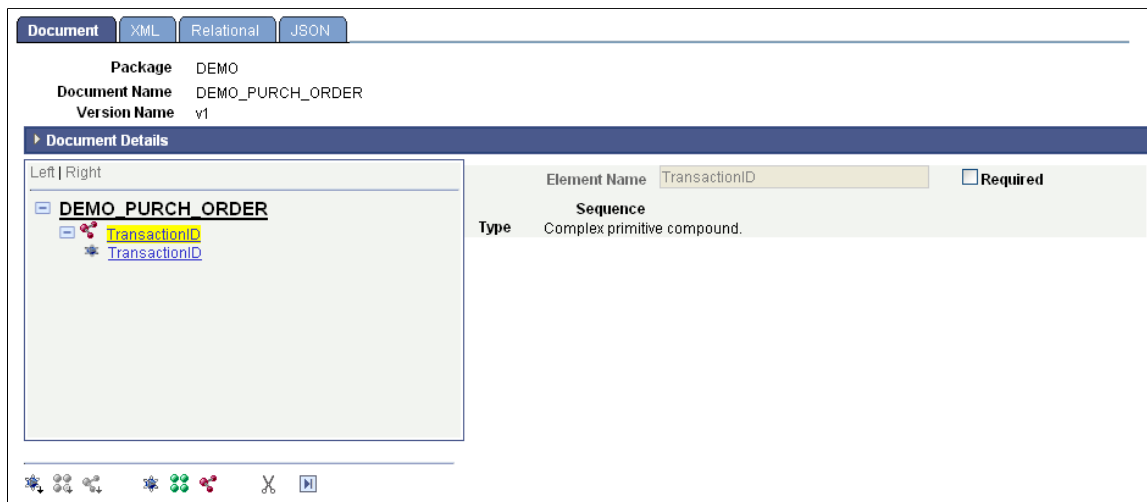 Document XML Relational JSON
Package DEMO
Document Name DEMO_PURCH_ORDER
Version Name v1
Document Details
Left | Right
DEMO_PURCH_ORDER
TransactionID
TransactionID
Element Name TransactionID Required
Sequence
Type Complex primitive compound.